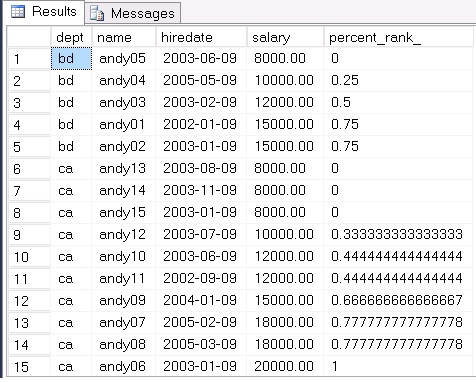 Results Messages
dept name hiredate salary percent_rank_
1 bd andy05 2003-06-09 8000.00 0
2 bd andy04 2005-05-09 10000.00 0.25
3 bd andy03 2003-02-09 12000.00 0.5
4 bd andy01 2002-01-09 15000.00 0.75
5 bd andy02 2003-01-09 15000.00 0.75
6 ca andy13 2003-08-09 8000.00 0
7 ca andy14 2003-11-09 8000.00 0
8 ca andy15 2003-01-09 8000.00 0
9 ca andy12 2003-07-09 10000.00 0.333333333333333
10 ca andy10 2003-06-09 12000.00 0.444444444444444
11 ca andy11 2002-09-09 12000.00 0.444444444444444
12 ca andy09 2004-01-09 15000.00 0.666666666666667
13 ca andy07 2005-02-09 18000.00 0.777777777777778
14 ca andy08 2005-03-09 18000.00 0.777777777777778
15 ca andy06 2003-01-09 20000.00 1